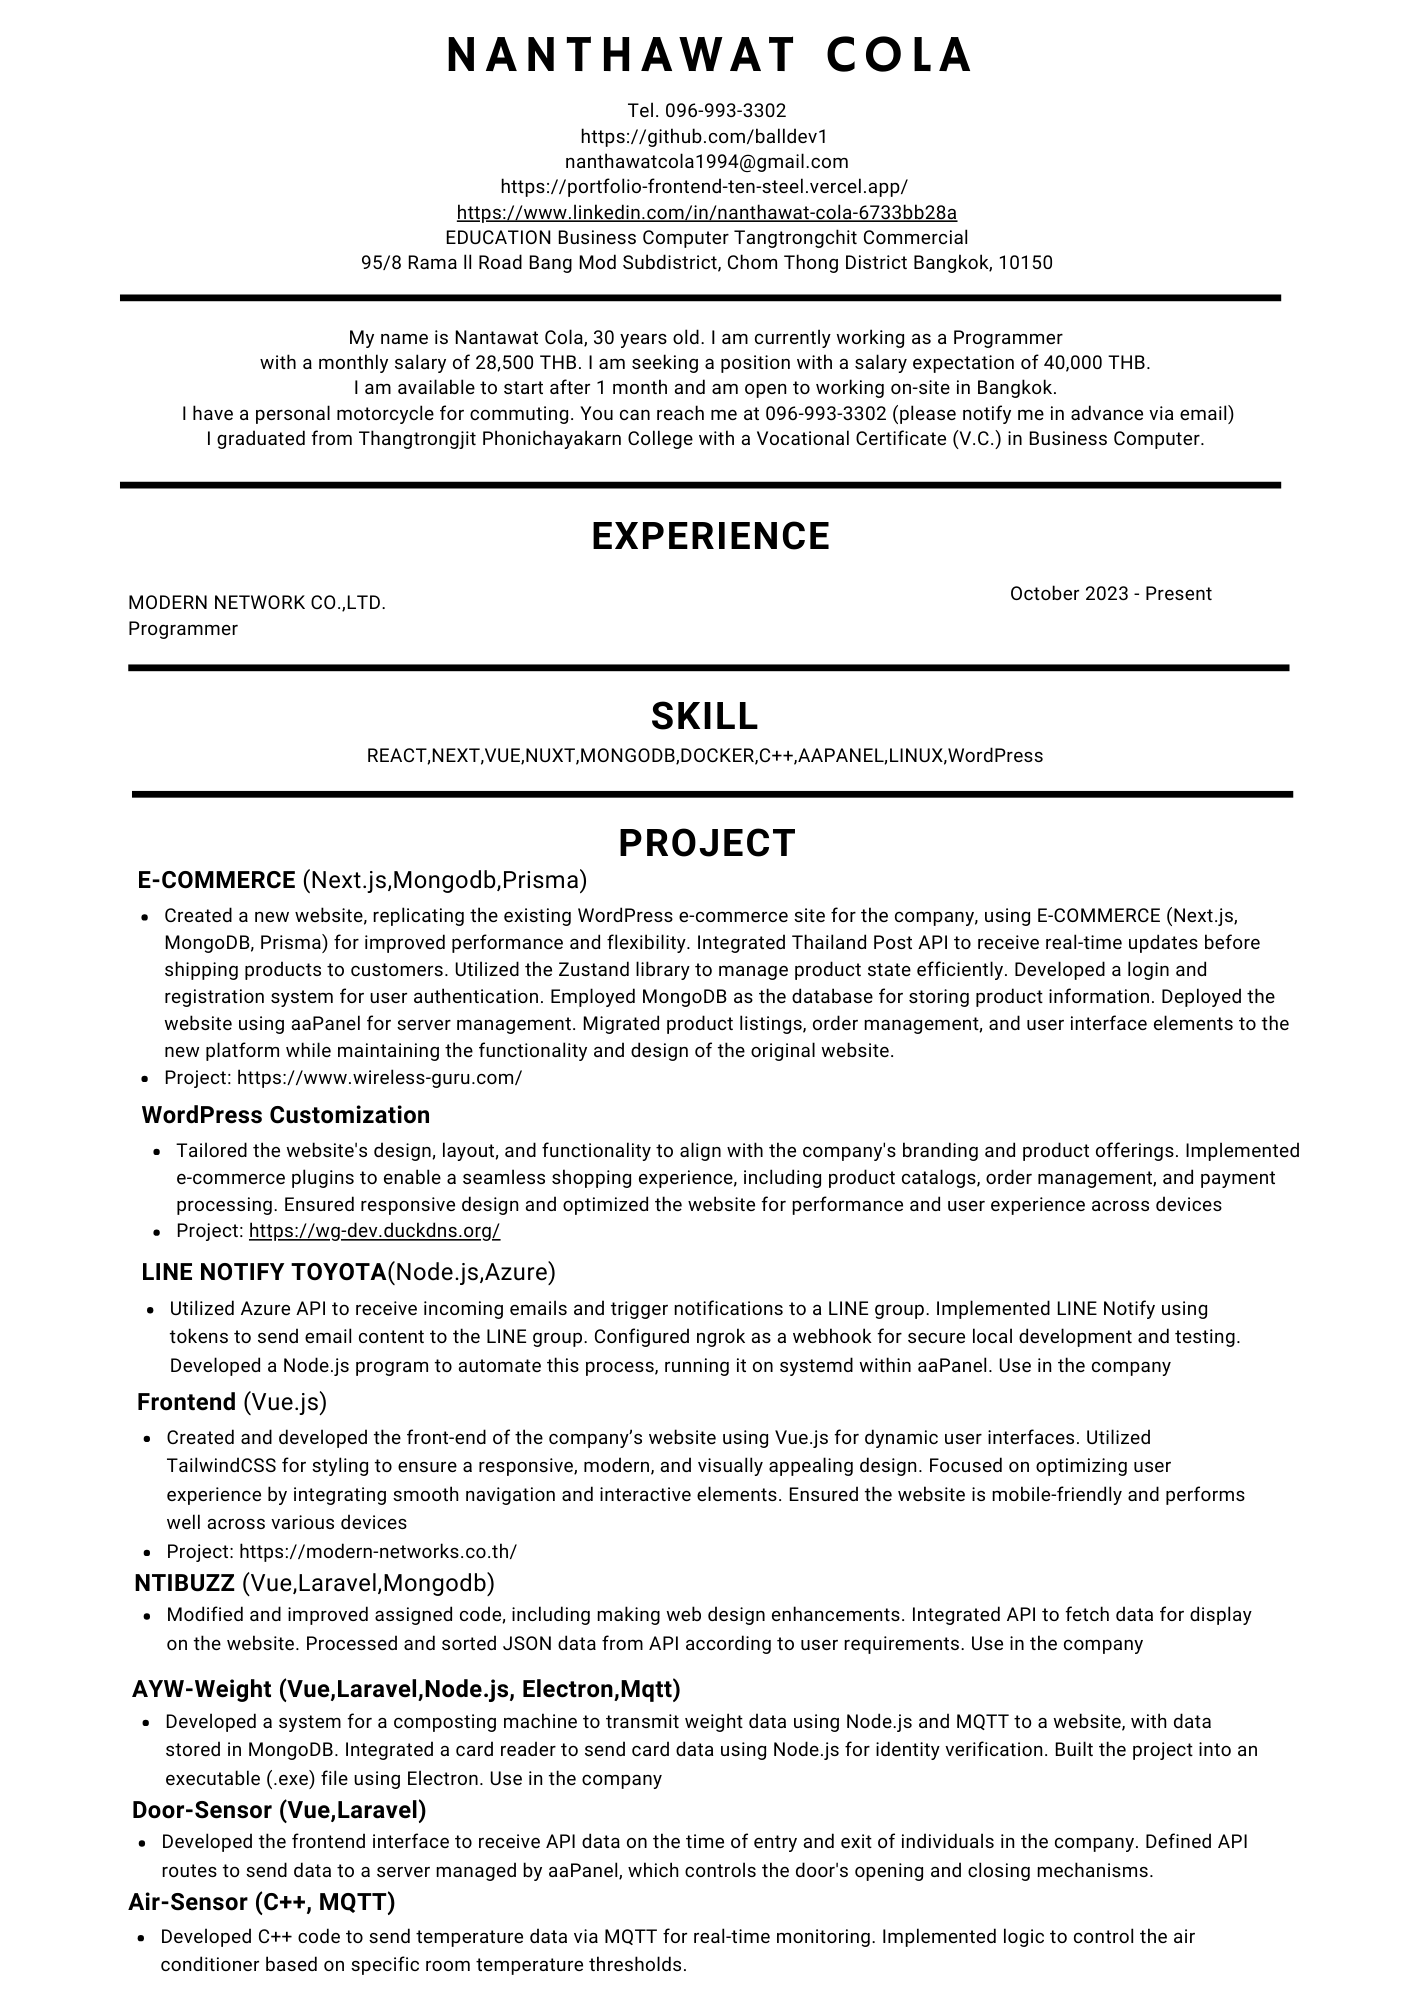 NANTHAWAT COLA
Tel. 096-993-3302
https://github.com/balldev1
nanthawatcola1994@gmail.com
https://portfolio-frontend-ten-steel.vercel.app/
https://www.linkedin.com/in/nanthawat-cola-6733bb28a
EDUCATION Business Computer Tangtrongchit Commercial
95/8 Rama ll Road Bang Mod Subdistrict, Chom Thong District Bangkok, 10150
My name is Nantawat Cola, 30 years old. I am currently working as a Programmer
with a monthly salary of 28,500 THB. I am seeking a position with a salary expectation of 40,000 THB.
I am available to start after 1 month and am open to working on-site in Bangkok.
I have a personal motorcycle for commuting. You can reach me at 096-993-3302 (please notify me in advance via email)
I graduated from Thangtrongjit Phonichayakarn College with a Vocational Certificate (V.C.) in Business Computer.
EXPERIENCE
MODERN NETWORK CO.,LTD.
October 2023 - Present
Programmer
SKILL
REACT,NEXT,VUE,NUXT,MONGODB,DOCKER,C++,AAPANEL,LINUX,WordPress
PROJECT
E-COMMERCE (Next.js,Mongodb,Prisma)
• Created a new website, replicating the existing WordPress e-commerce site for the company, using E-COMMERCE (Next.js,
MongoDB, Prisma) for improved performance and flexibility. Integrated Thailand Post API to receive real-time updates before
shipping products to customers. Utilized the Zustand library to manage product state efficiently. Developed a login and
registration system for user authentication. Employed MongoDB as the database for storing product information. Deployed the
website using aaPanel for server management. Migrated product listings, order management, and user interface elements to the
new platform while maintaining the functionality and design of the original website.
• Project: https://www.wireless-guru.com/
WordPress Customization
• Tailored the website's design, layout, and functionality to align with the company's branding and product offerings. Implemented
e-commerce plugins to enable a seamless shopping experience, including product catalogs, order management, and payment
processing. Ensured responsive design and optimized the website for performance and user experience across devices
• Project: https://wg-dev.duckdns.org/
LINE NOTIFY TOYOTA(Node.js,Azure)
• Utilized Azure API to receive incoming emails and trigger notifications to a LINE group. Implemented LINE Notify using
tokens to send email content to the LINE group. Configured ngrok as a webhook for secure local development and testing.
Developed a Node.js program to automate this process, running it on systemd within aaPanel. Use in the company
Frontend (Vue.js)
• Created and developed the front-end of the company’s website using Vue.js for dynamic user interfaces. Utilized
TailwindCSS for styling to ensure a responsive, modern, and visually appealing design. Focused on optimizing user
experience by integrating smooth navigation and interactive elements. Ensured the website is mobile-friendly and performs
well across various devices
• Project: https://modern-networks.co.th/
NTIBUZZ (Vue,Laravel,Mongodb)
• Modified and improved assigned code, including making web design enhancements. Integrated API to fetch data for display
on the website. Processed and sorted JSON data from API according to user requirements. Use in the company
AYW-Weight (Vue,Laravel,Node.js, Electron,Mqtt)
• Developed a system for a composting machine to transmit weight data using Node.js and MQTT to a website, with data
stored in MongoDB. Integrated a card reader to send card data using Node.js for identity verification. Built the project into an
executable (.exe) file using Electron. Use in the company
Door-Sensor (Vue,Laravel)
• Developed the frontend interface to receive API data on the time of entry and exit of individuals in the company. Defined API
routes to send data to a server managed by aaPanel, which controls the door's opening and closing mechanisms.
Air-Sensor (C++, MQTT)
• Developed C++ code to send temperature data via MQTT for real-time monitoring. Implemented logic to control the air
conditioner based on specific room temperature thresholds.